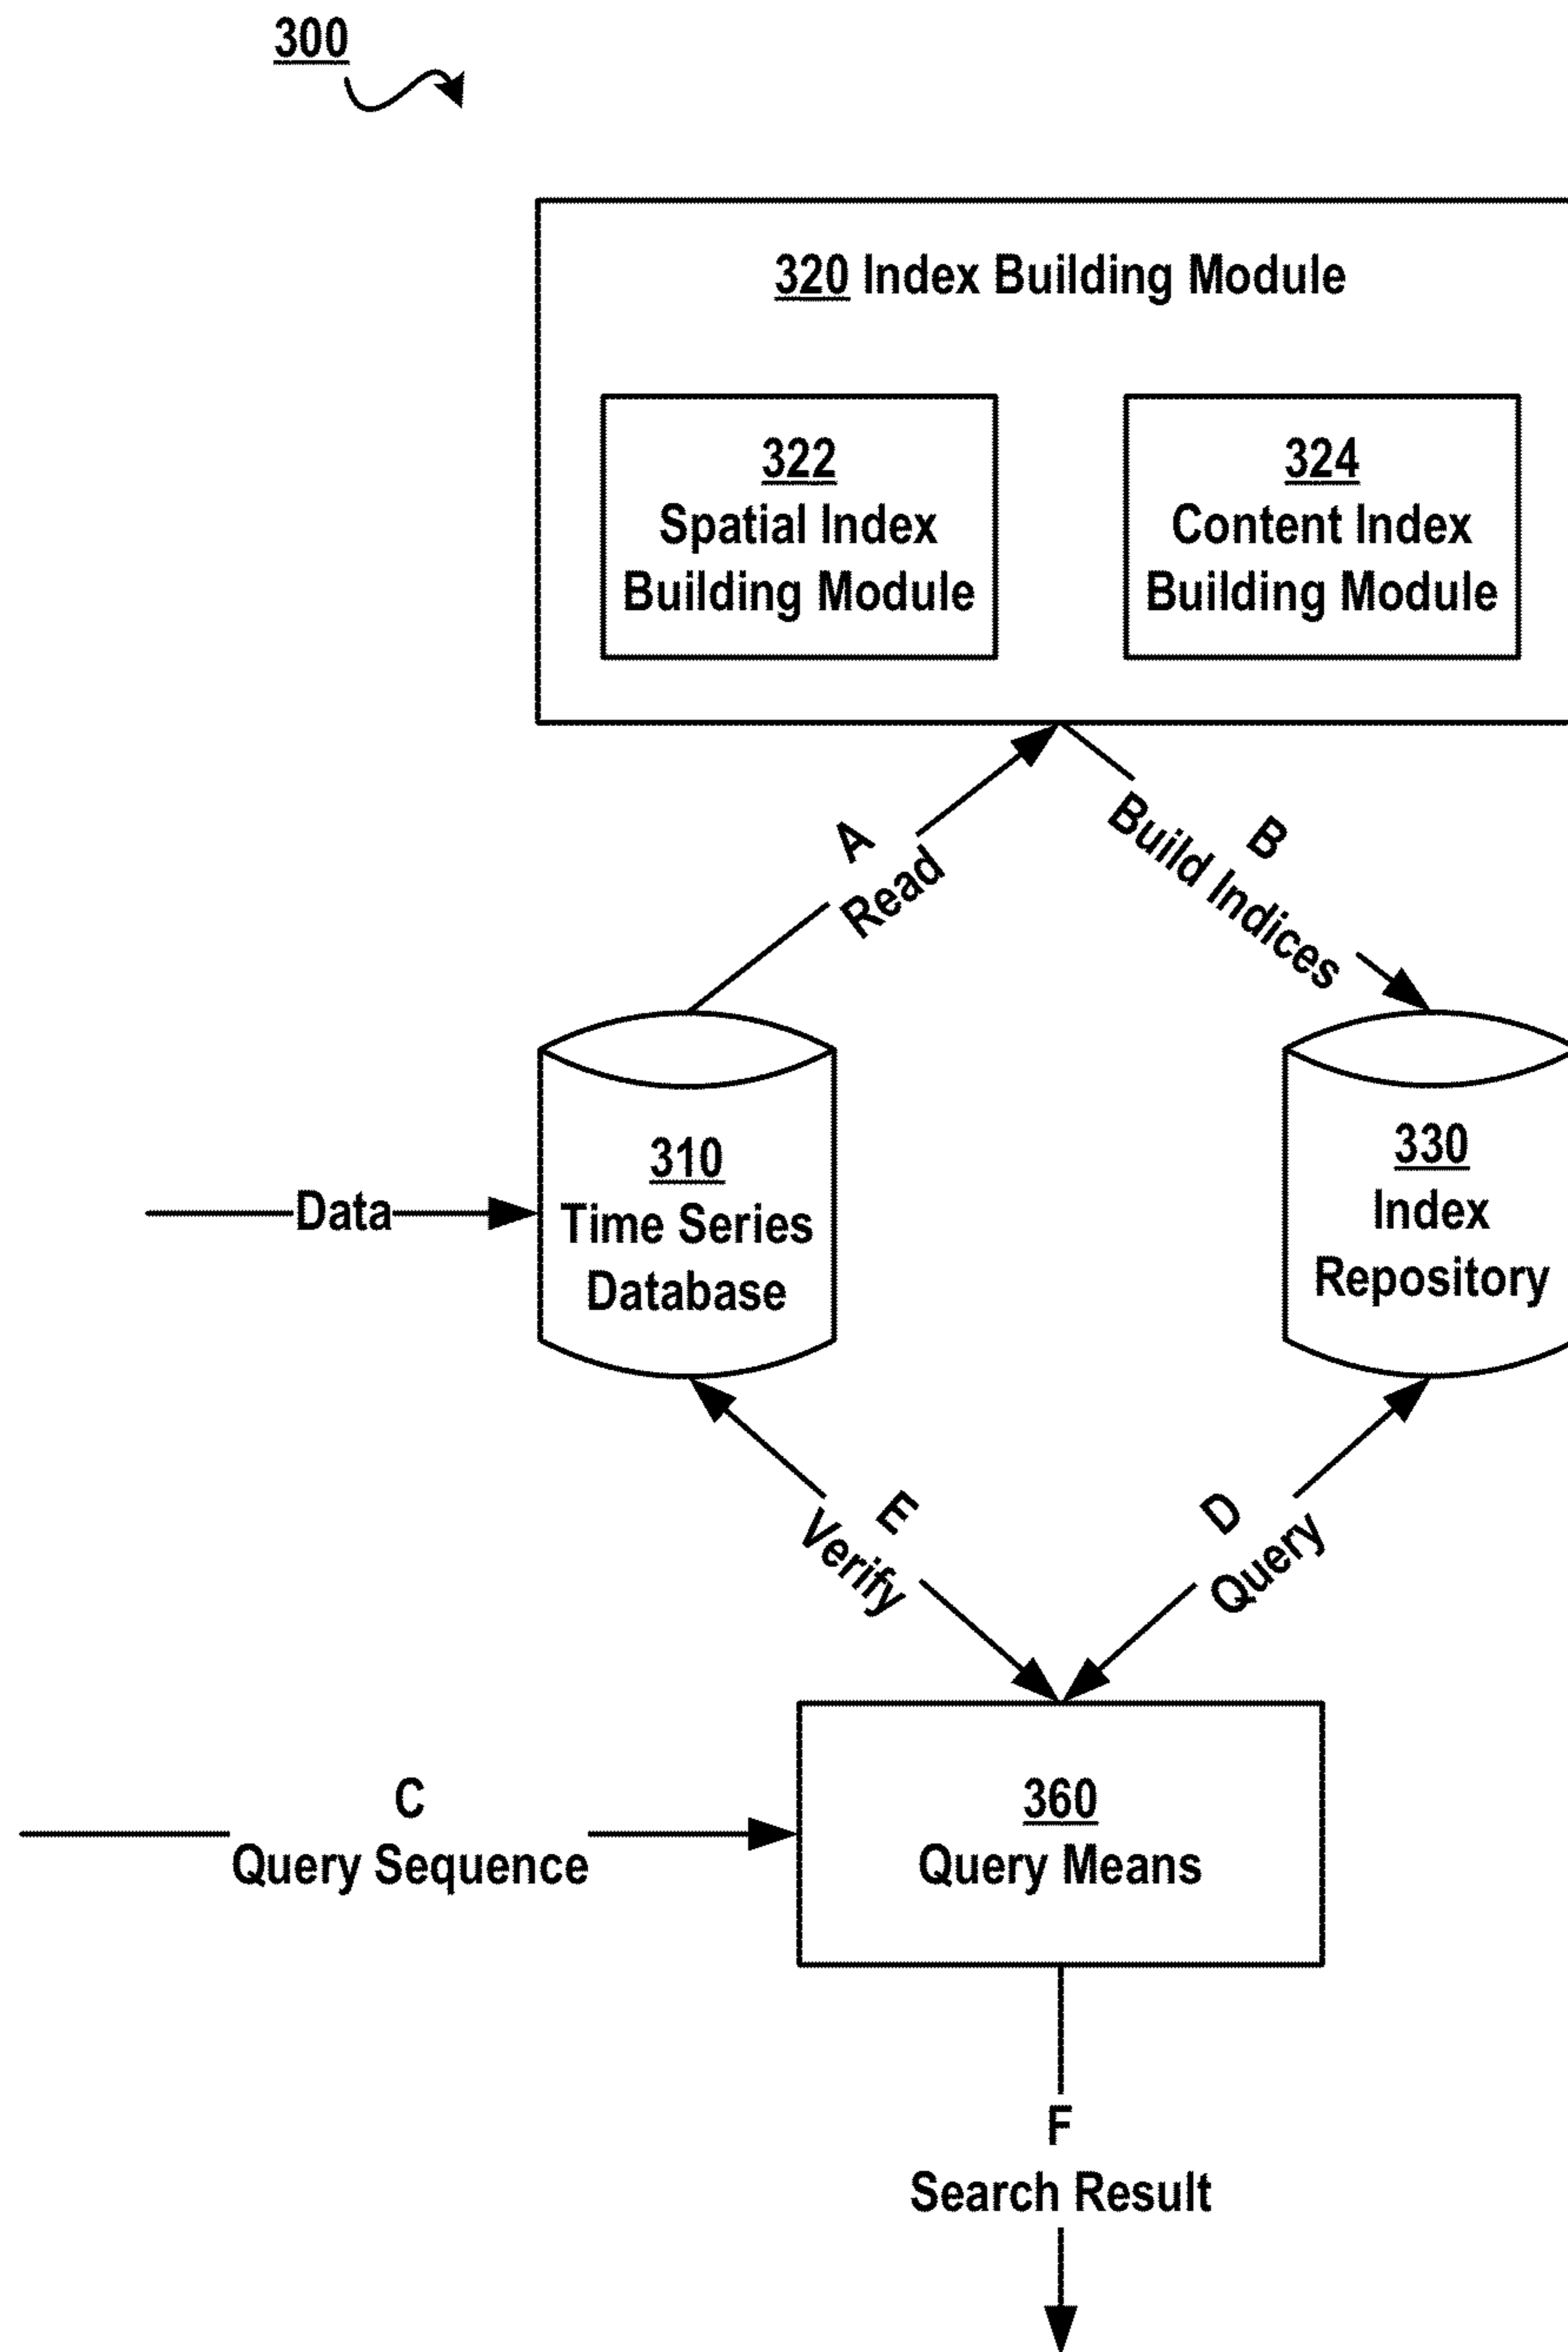 300
320 Index Building Module
322
Spatial Index
Building Module
324
Content Index
Building Module
A
Read
B
Build Indices
Data
310
Time Series
Database
330
Index
Repository
E
Verify
D
Query
C
Query Sequence
360
Query Means
F
Search Result